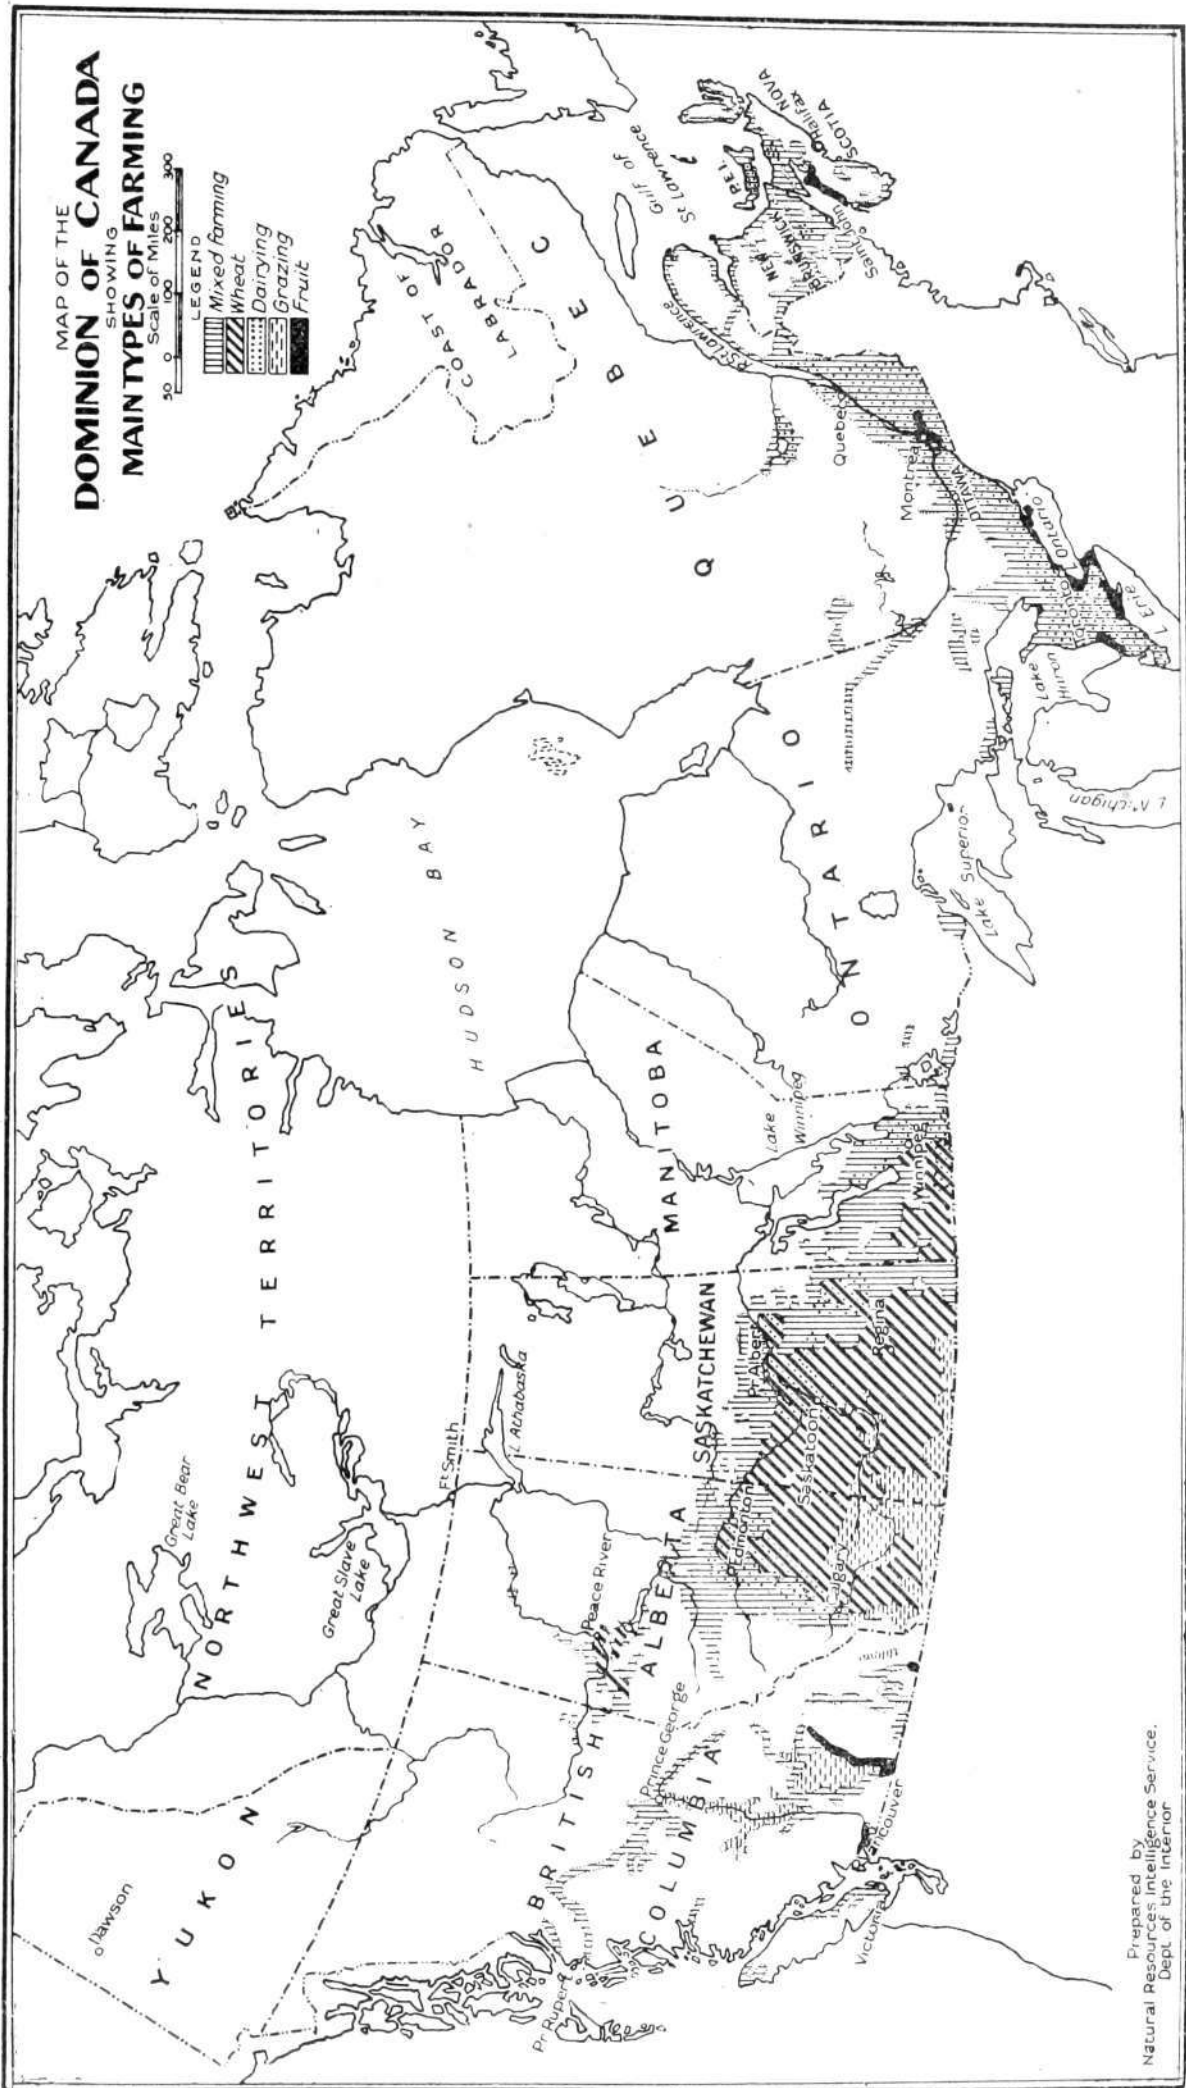 MAP OF THE
DOMINION OF CANADA
SHOWING
MAIN TYPES OF FARMING
Scale of Miles
50 0 100 200 300
LEGEND
Mixed Farming
Wheat
Dairying
Grazing
Fruit
YUKON
Dawson
NORTHWEST TERRITORIES
Great Bear
Lake
Great Slave
Lake
Ft Smith
L Athabaska
HUDSON BAY
COAST OF
LABRADOR
QUEBEC
BRITISH
COLUMBIA
Pr Rupert
Prince George
Victoria
Vancouver
ALBERTA
Peace River
Edmonton
Calgary
SASKATCHEWAN
Pr Albert
Saskatoon
Regina
MANITOBA
Lake
Winnipeg
Winnipeg
ONTARIO
Lake Superior
L Michigan
Lake
Huron
Toronto
L Ontario
L Erie
OTTAWA
Montreal
Quebec
R St Lawrence
Gulf of
St Lawrence
P.E.I.
NEW
BRUNSWICK
Saint John
NOVA
SCOTIA
Halifax
Prepared by
Natural Resources Intelligence Service.
Dept of the Interior